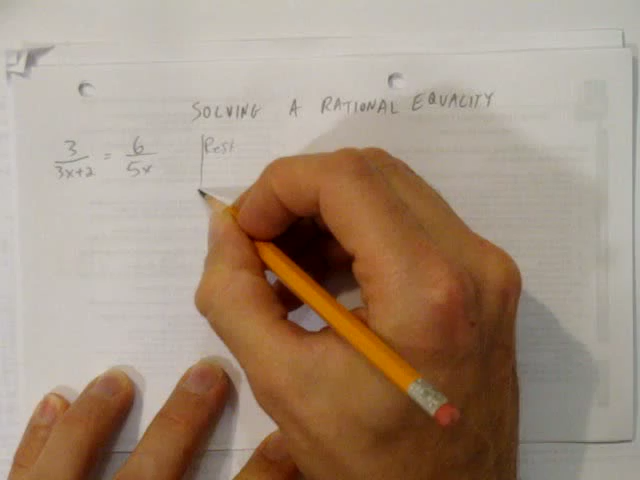 SOLVING A RATIONAL EQUALITY
3/(3x+2) = 6/(5x)
Rest